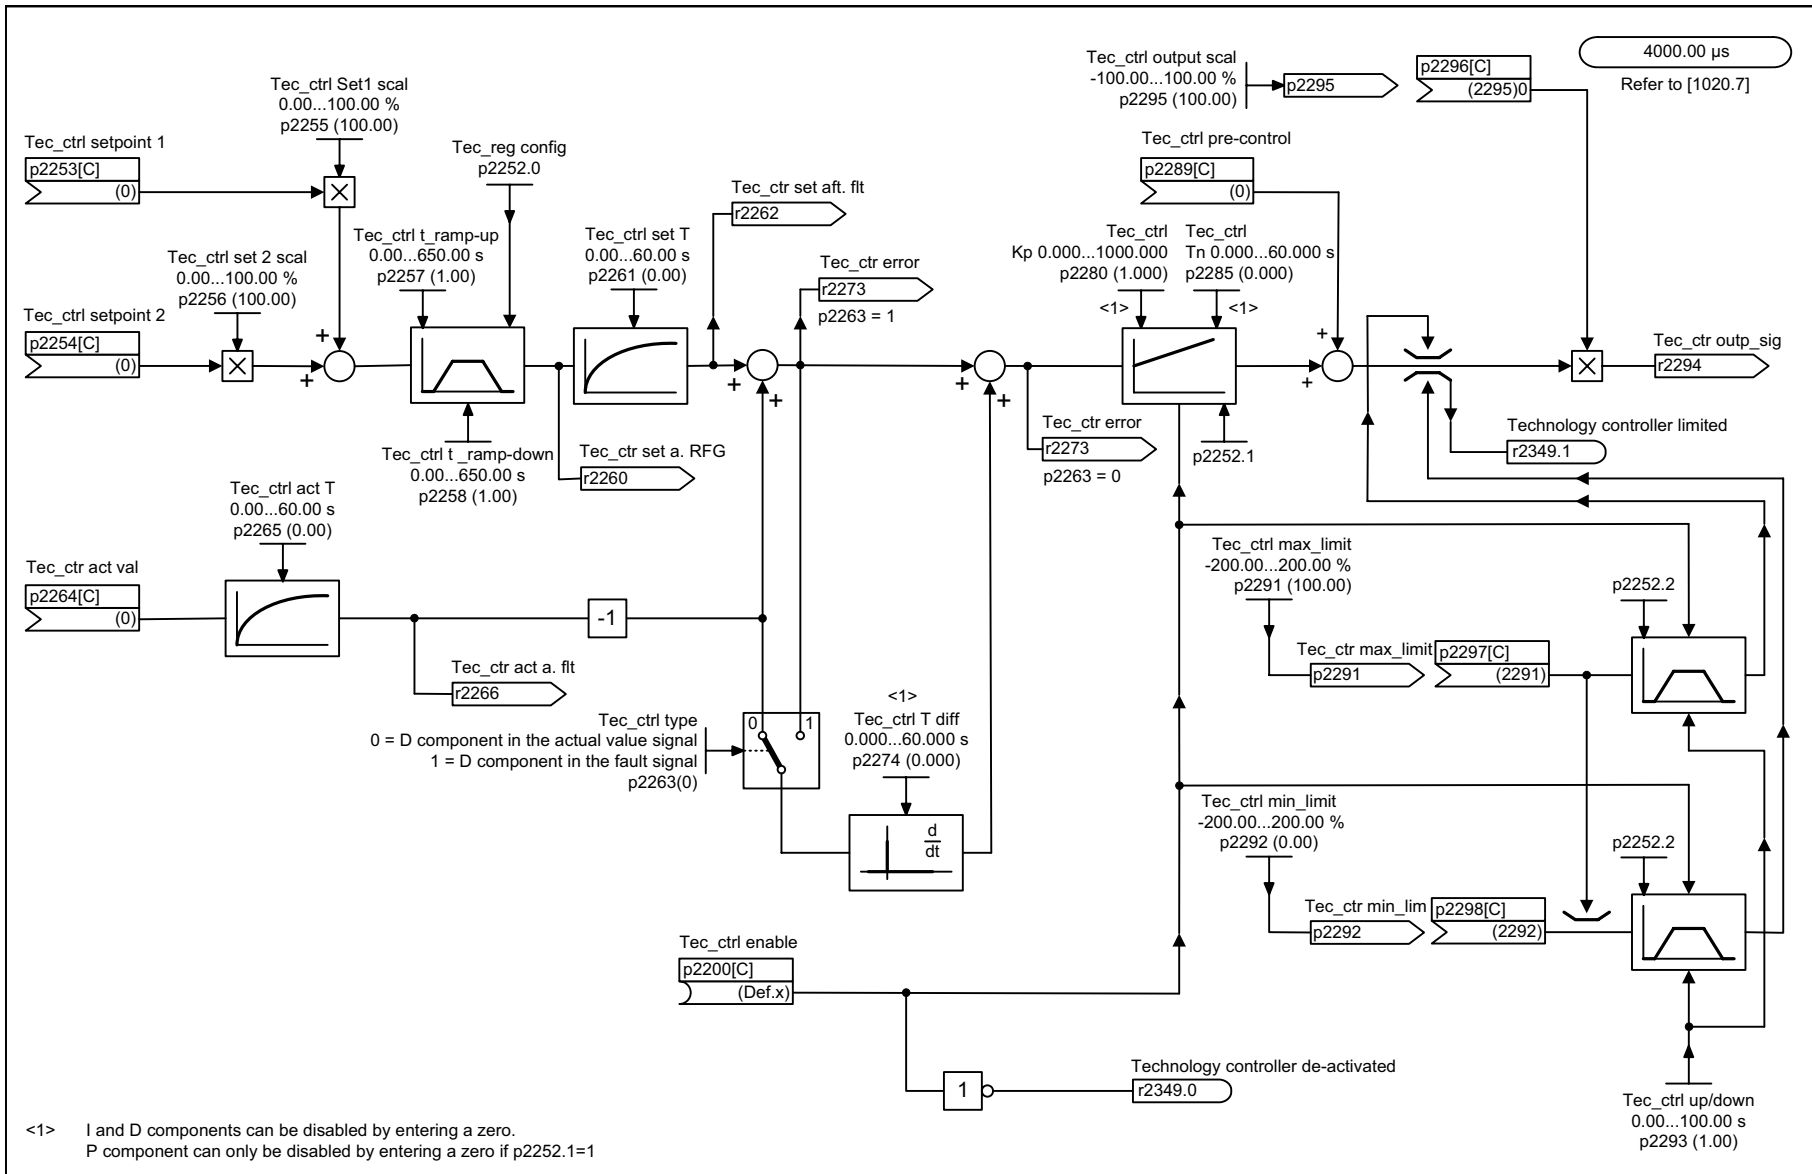 4000.00 µs
Refer to [1020.7]
Tec_ctrl output scal
-100.00...100.00 %
p2295 (100.00)
p2295
p2296[C]
(2295)0
Tec_ctrl Set1 scal
0.00...100.00 %
p2255 (100.00)
Tec_ctrl setpoint 1
p2253[C]
(0)
Tec_reg config
p2252.0
Tec_ctr set aft. flt
r2262
Tec_ctrl pre-control
p2289[C]
(0)
Tec_ctrl set 2 scal
0.00...100.00 %
p2256 (100.00)
Tec_ctrl t_ramp-up
0.00...650.00 s
p2257 (1.00)
Tec_ctrl set T
0.00...60.00 s
p2261 (0.00)
Tec_ctr error
r2273
p2263 = 1
Tec_ctrl
Kp 0.000...1000.000
p2280 (1.000)
<1>
Tec_ctrl
Tn 0.000...60.000 s
p2285 (0.000)
<1>
Tec_ctrl setpoint 2
p2254[C]
(0)
+
+
+
+
+
+
+
+
Tec_ctr outp_sig
r2294
Tec_ctrl t _ramp-down
0.00...650.00 s
p2258 (1.00)
Tec_ctr set a. RFG
r2260
Tec_ctr error
r2273
p2263 = 0
p2252.1
Technology controller limited
r2349.1
Tec_ctrl act T
0.00...60.00 s
p2265 (0.00)
Tec_ctr act val
p2264[C]
(0)
-1
Tec_ctr act a. flt
r2266
Tec_ctrl max_limit
-200.00...200.00 %
p2291 (100.00)
Tec_ctr max_limit
p2291
p2297[C]
(2291)
p2252.2
Tec_ctrl type
0 = D component in the actual value signal
1 = D component in the fault signal
p2263(0)
0
1
<1>
Tec_ctrl T diff
0.000...60.000 s
p2274 (0.000)
d
dt
Tec_ctrl min_limit
-200.00...200.00 %
p2292 (0.00)
Tec_ctr min_lim
p2292
p2298[C]
(2292)
p2252.2
Tec_ctrl enable
p2200[C]
(Def.x)
1
Technology controller de-activated
r2349.0
Tec_ctrl up/down
0.00...100.00 s
p2293 (1.00)
<1> I and D components can be disabled by entering a zero.
P component can only be disabled by entering a zero if p2252.1=1